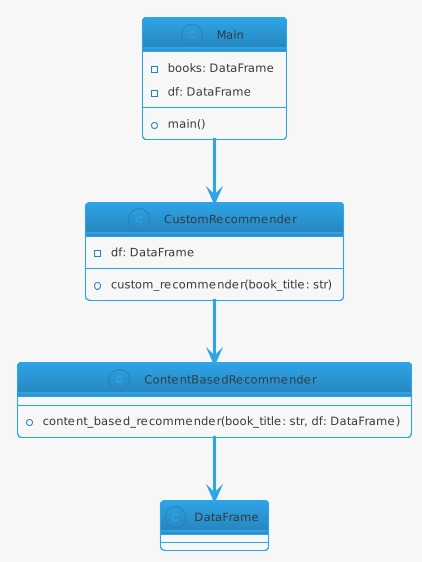 C Main
books: DataFrame
df: DataFrame
main()
C CustomRecommender
df: DataFrame
custom_recommender(book_title: str)
C ContentBasedRecommender
content_based_recommender(book_title: str, df: DataFrame)
C DataFrame